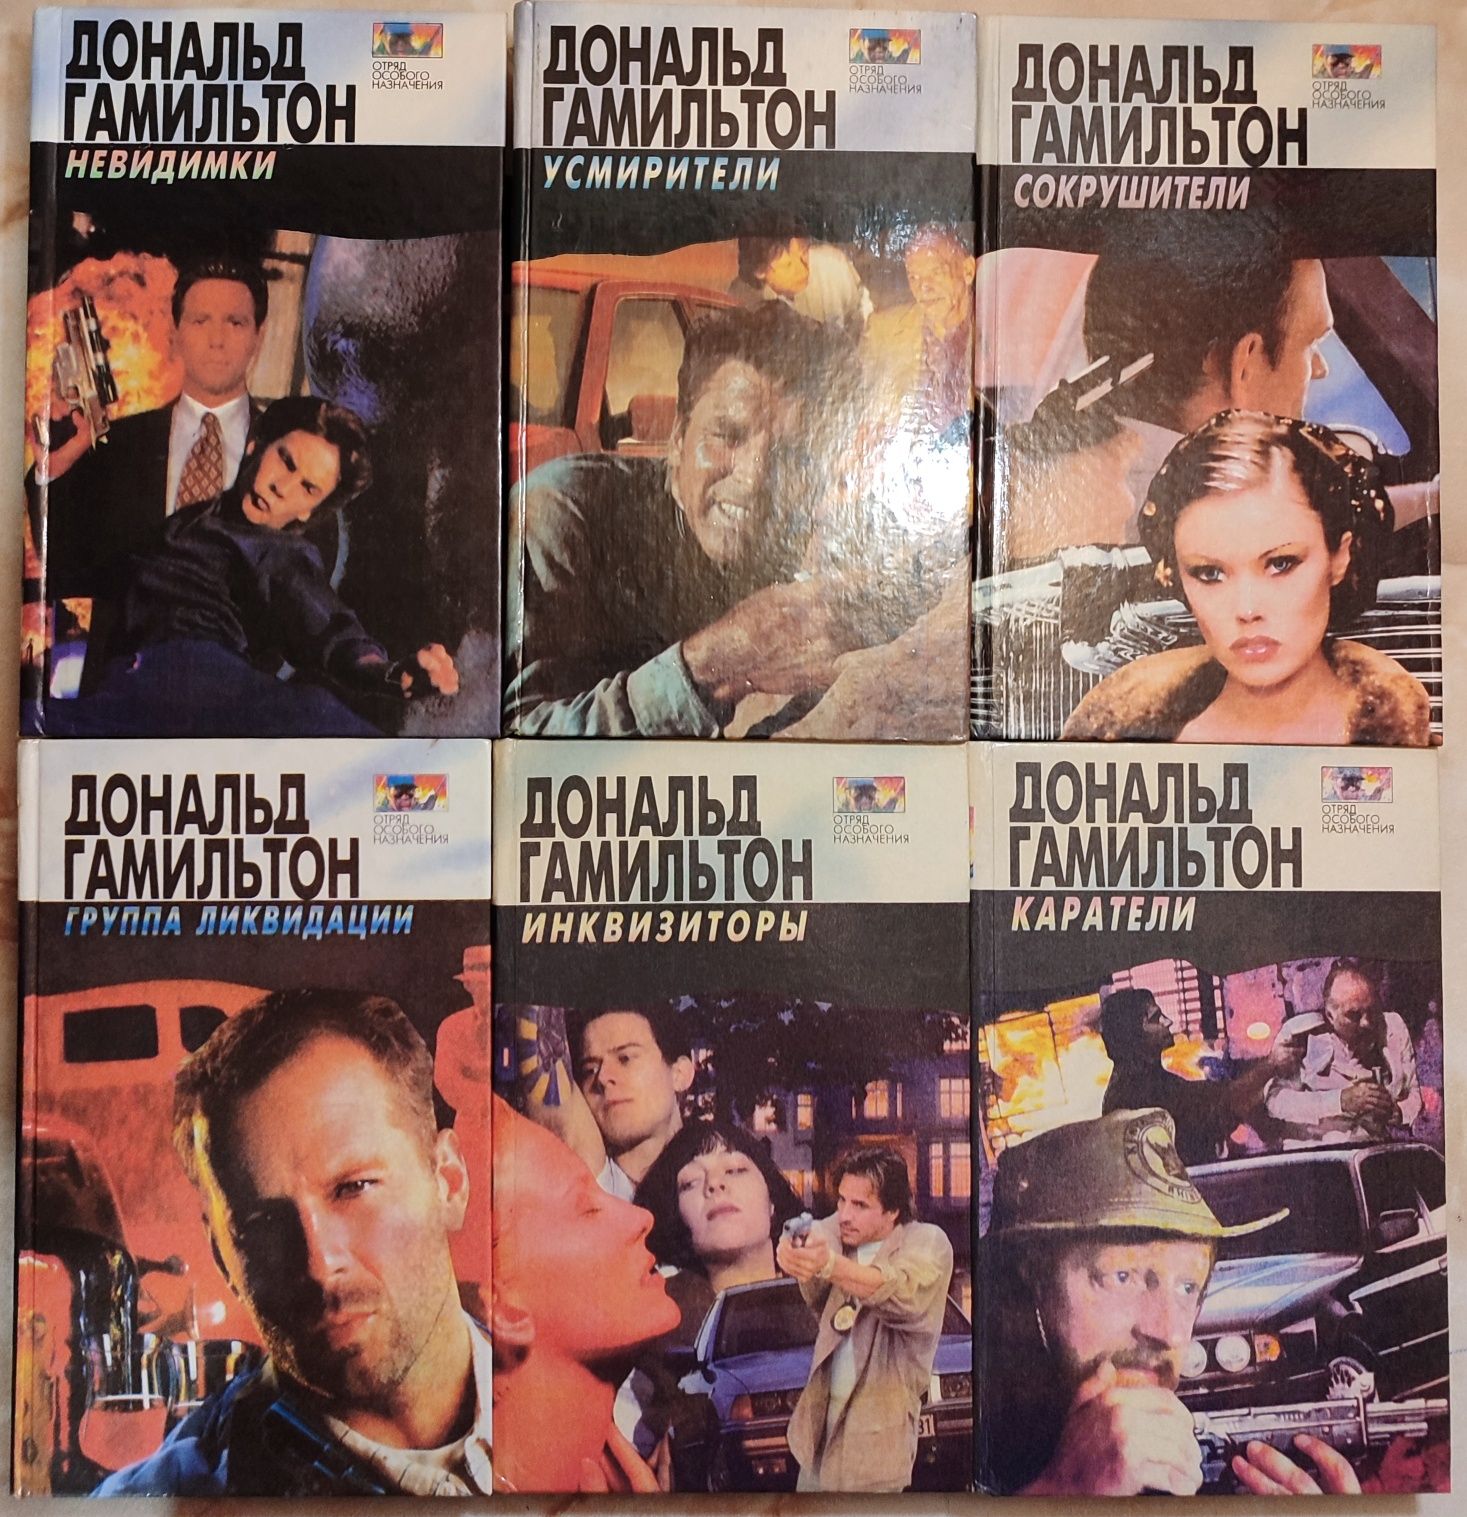 ДОНАЛЬД
ГАМИЛЬТОН
ОТРЯД
ОСОБОГО
НАЗНАЧЕНИЯ
НЕВИДИМКИ
ДОНАЛЬД
ГАМИЛЬТОН
ОТРЯД
ОСОБОГО
НАЗНАЧЕНИЯ
УСМИРИТЕЛИ
ДОНАЛЬД
ГАМИЛЬТОН
ОТРЯД
ОСОБОГО
НАЗНАЧЕНИЯ
СОКРУШИТЕЛИ
ДОНАЛЬД
ГАМИЛЬТОН
ОТРЯД
ОСОБОГО
НАЗНАЧЕНИЯ
ГРУППА ЛИКВИДАЦИИ
ДОНАЛЬД
ГАМИЛЬТОН
ОТРЯД
ОСОБОГО
НАЗНАЧЕНИЯ
ИНКВИЗИТОРЫ
31
ДОНАЛЬД
ГАМИЛЬТОН
ОТРЯД
ОСОБОГО
НАЗНАЧЕНИЯ
КАРАТЕЛИ